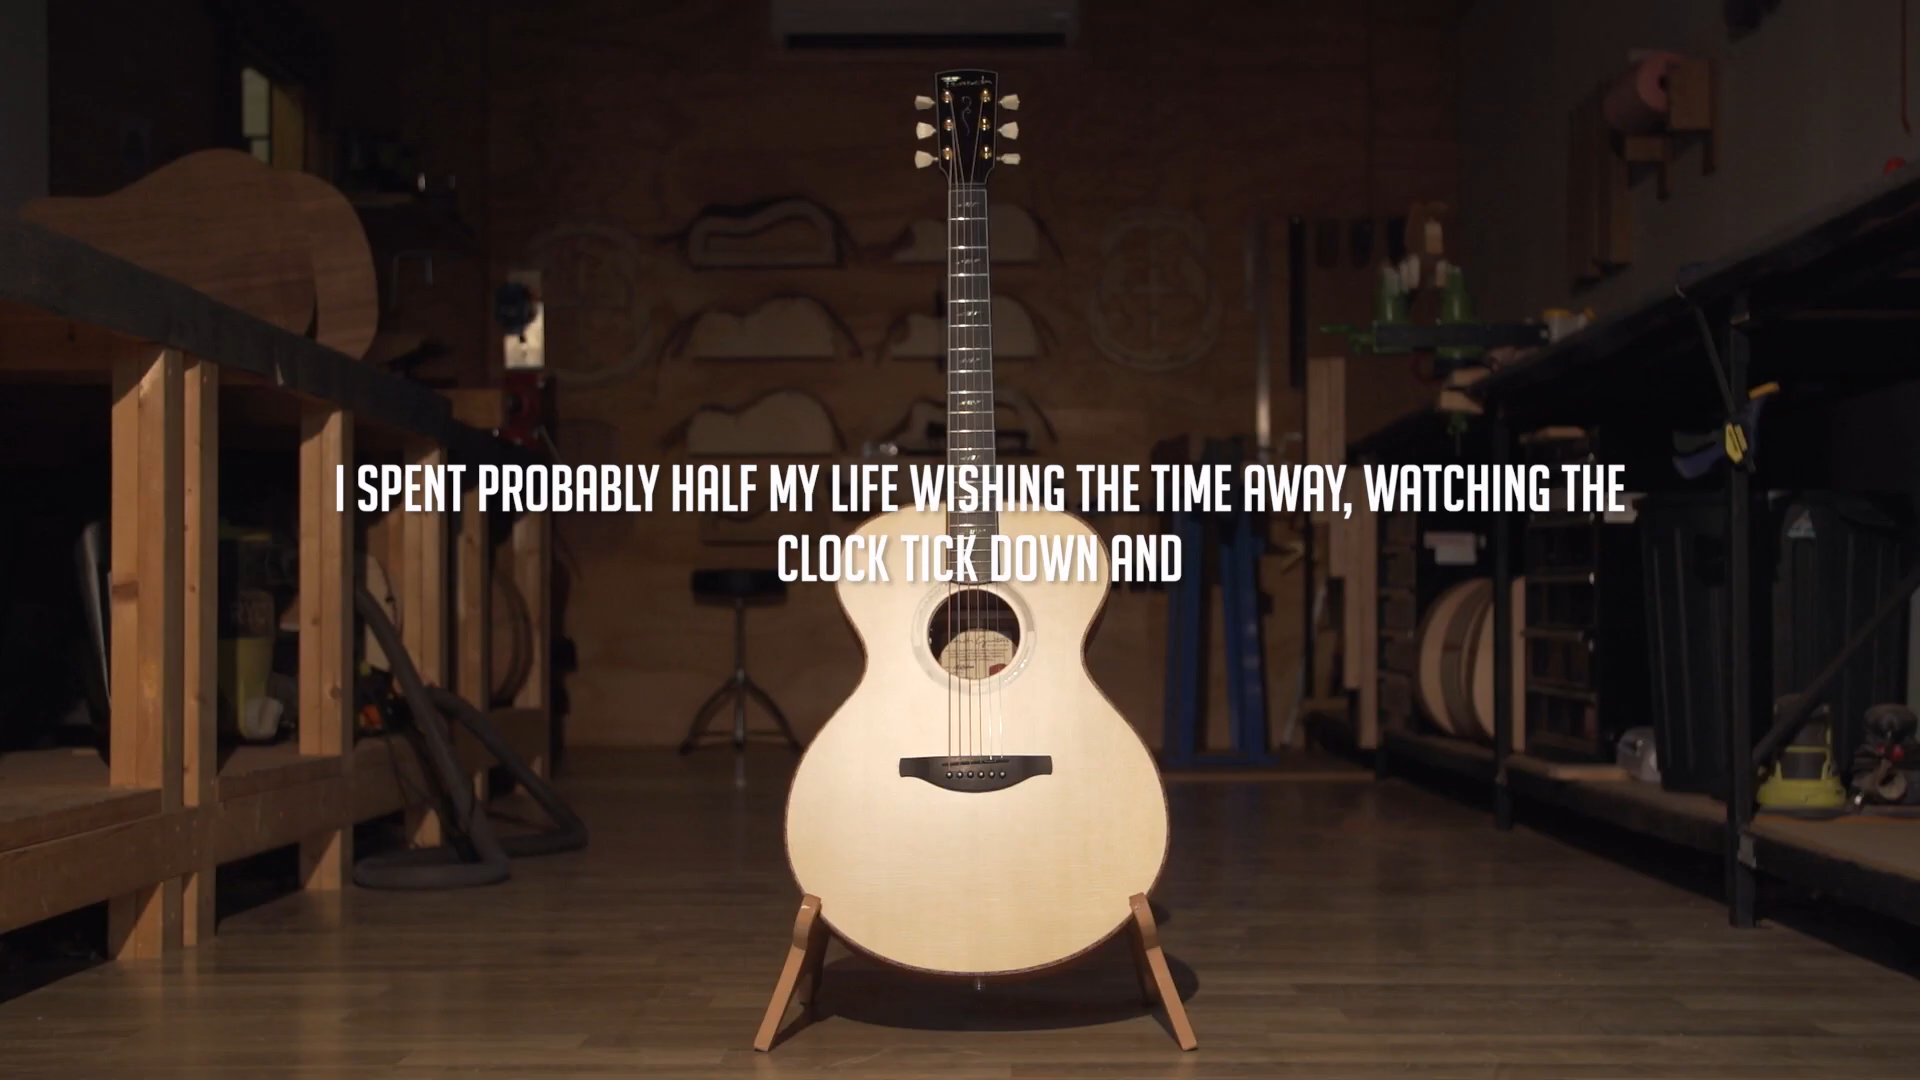 I SPENT PROBABLY HALF MY LIFE WISHING THE TIME AWAY, WATCHING THE
CLOCK TICK DOWN AND